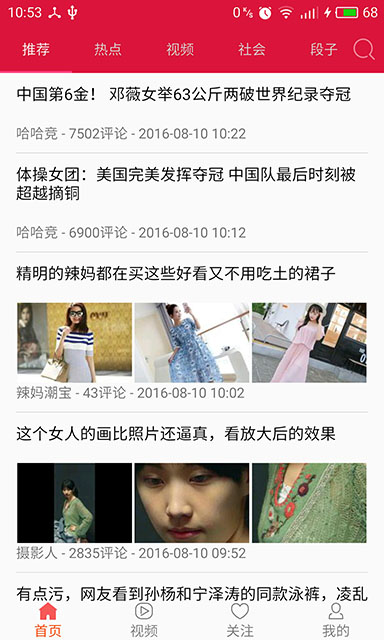 10:53
0 K/s
68
推荐 热点 视频 社会 段子
中国第6金！ 邓薇女举63公斤两破世界纪录夺冠
哈哈竞 - 7502评论 - 2016-08-10 10:22
体操女团：美国完美发挥夺冠 中国队最后时刻被
超越摘铜
哈哈竞 - 6900评论 - 2016-08-10 10:12
精明的辣妈都在买这些好看又不用吃土的裙子
辣妈潮宝 - 43评论 - 2016-08-10 10:02
这个女人的画比照片还逼真，看放大后的效果
摄影人 - 2835评论 - 2016-08-10 09:52
有点污，网友看到孙杨和宁泽涛的同款泳裤，凌乱
首页 视频 关注 我的